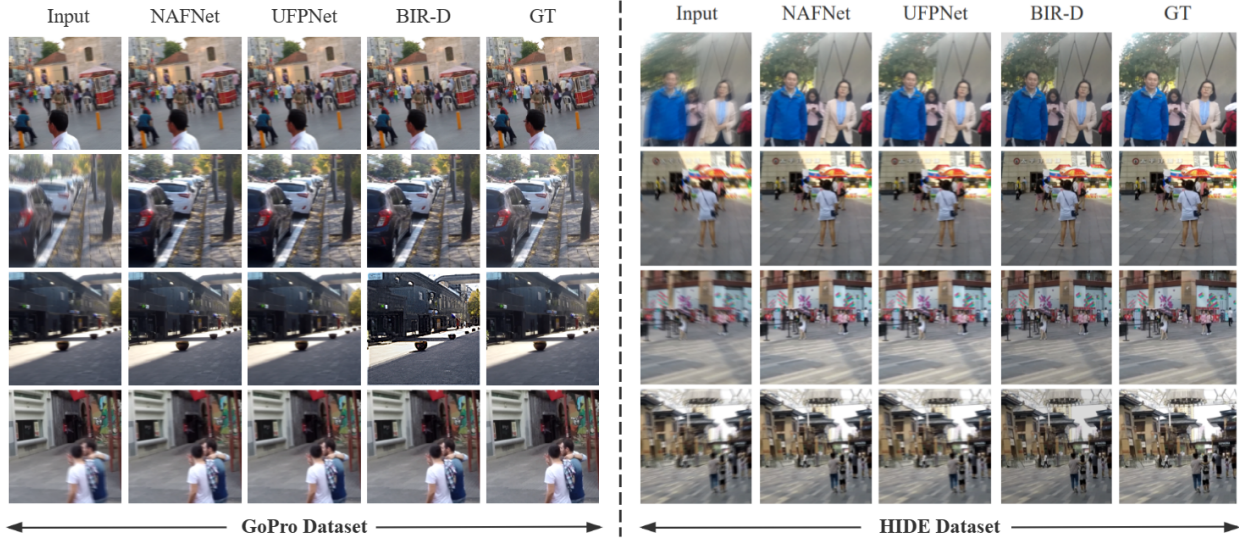 Input NAFNet UFPNet BIR-D GT
Input NAFNet UFPNet BIR-D GT
GoPro Dataset
HIDE Dataset